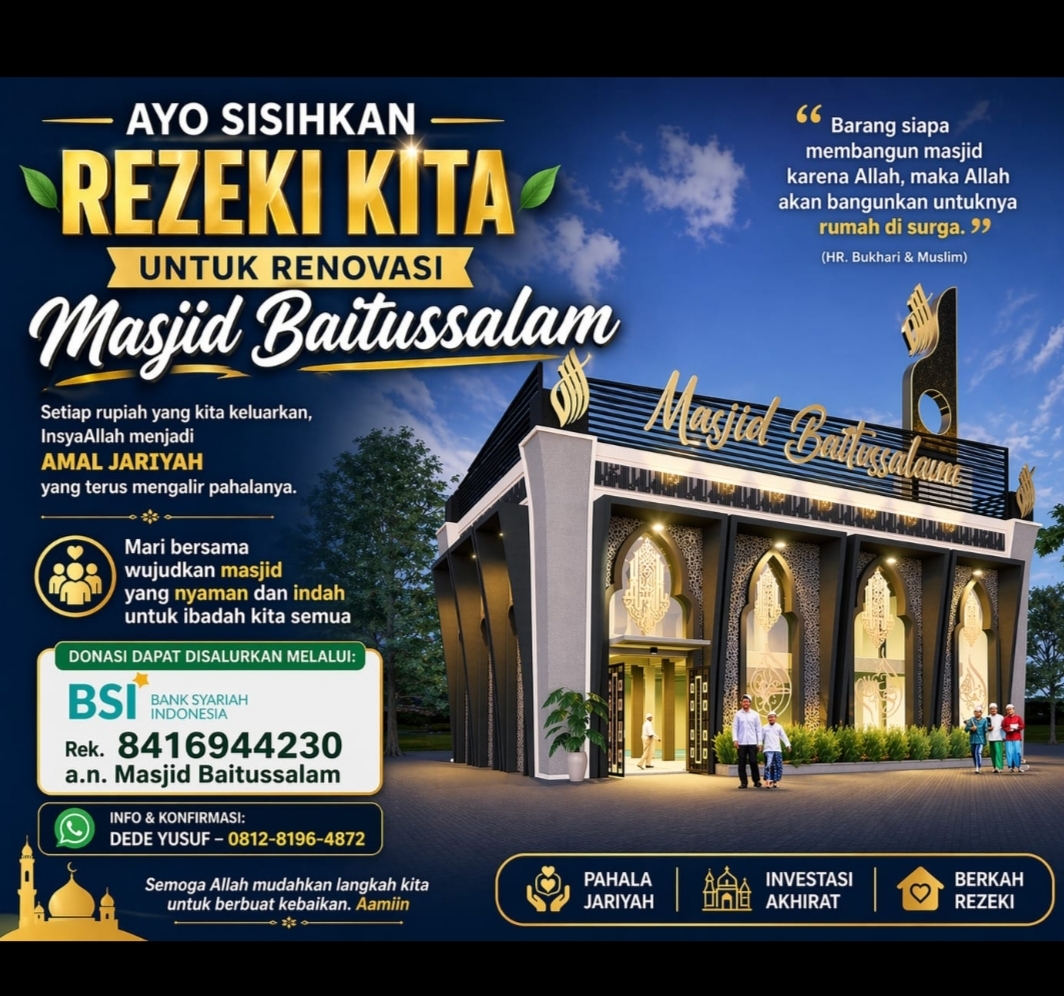 AYO SISIHKAN
REZEKI KITA
UNTUK RENOVASI
Masjid Baitussalam
Setiap rupiah yang kita keluarkan,
InsyaAllah menjadi
AMAL JARIYAH
yang terus mengalir pahalanya.
Mari bersama
wujudkan masjid
yang nyaman dan indah
untuk ibadah kita semua
DONASI DAPAT DISALURKAN MELALUI:
BSI BANK SYARIAH
INDONESIA
Rek. 8416944230
a.n. Masjid Baitussalam
INFO & KONFIRMASI:
DEDE YUSUF – 0812-8196-4872
Semoga Allah mudahkan langkah kita
untuk berbuat kebaikan. Aamiin
“ Barang siapa
membangun masjid
karena Allah, maka Allah
akan bangunkan untuknya
rumah di surga. ”
(HR. Bukhari & Muslim)
Masjid Baitussalam
PAHALA
JARIYAH
INVESTASI
AKHIRAT
BERKAH
REZEKI